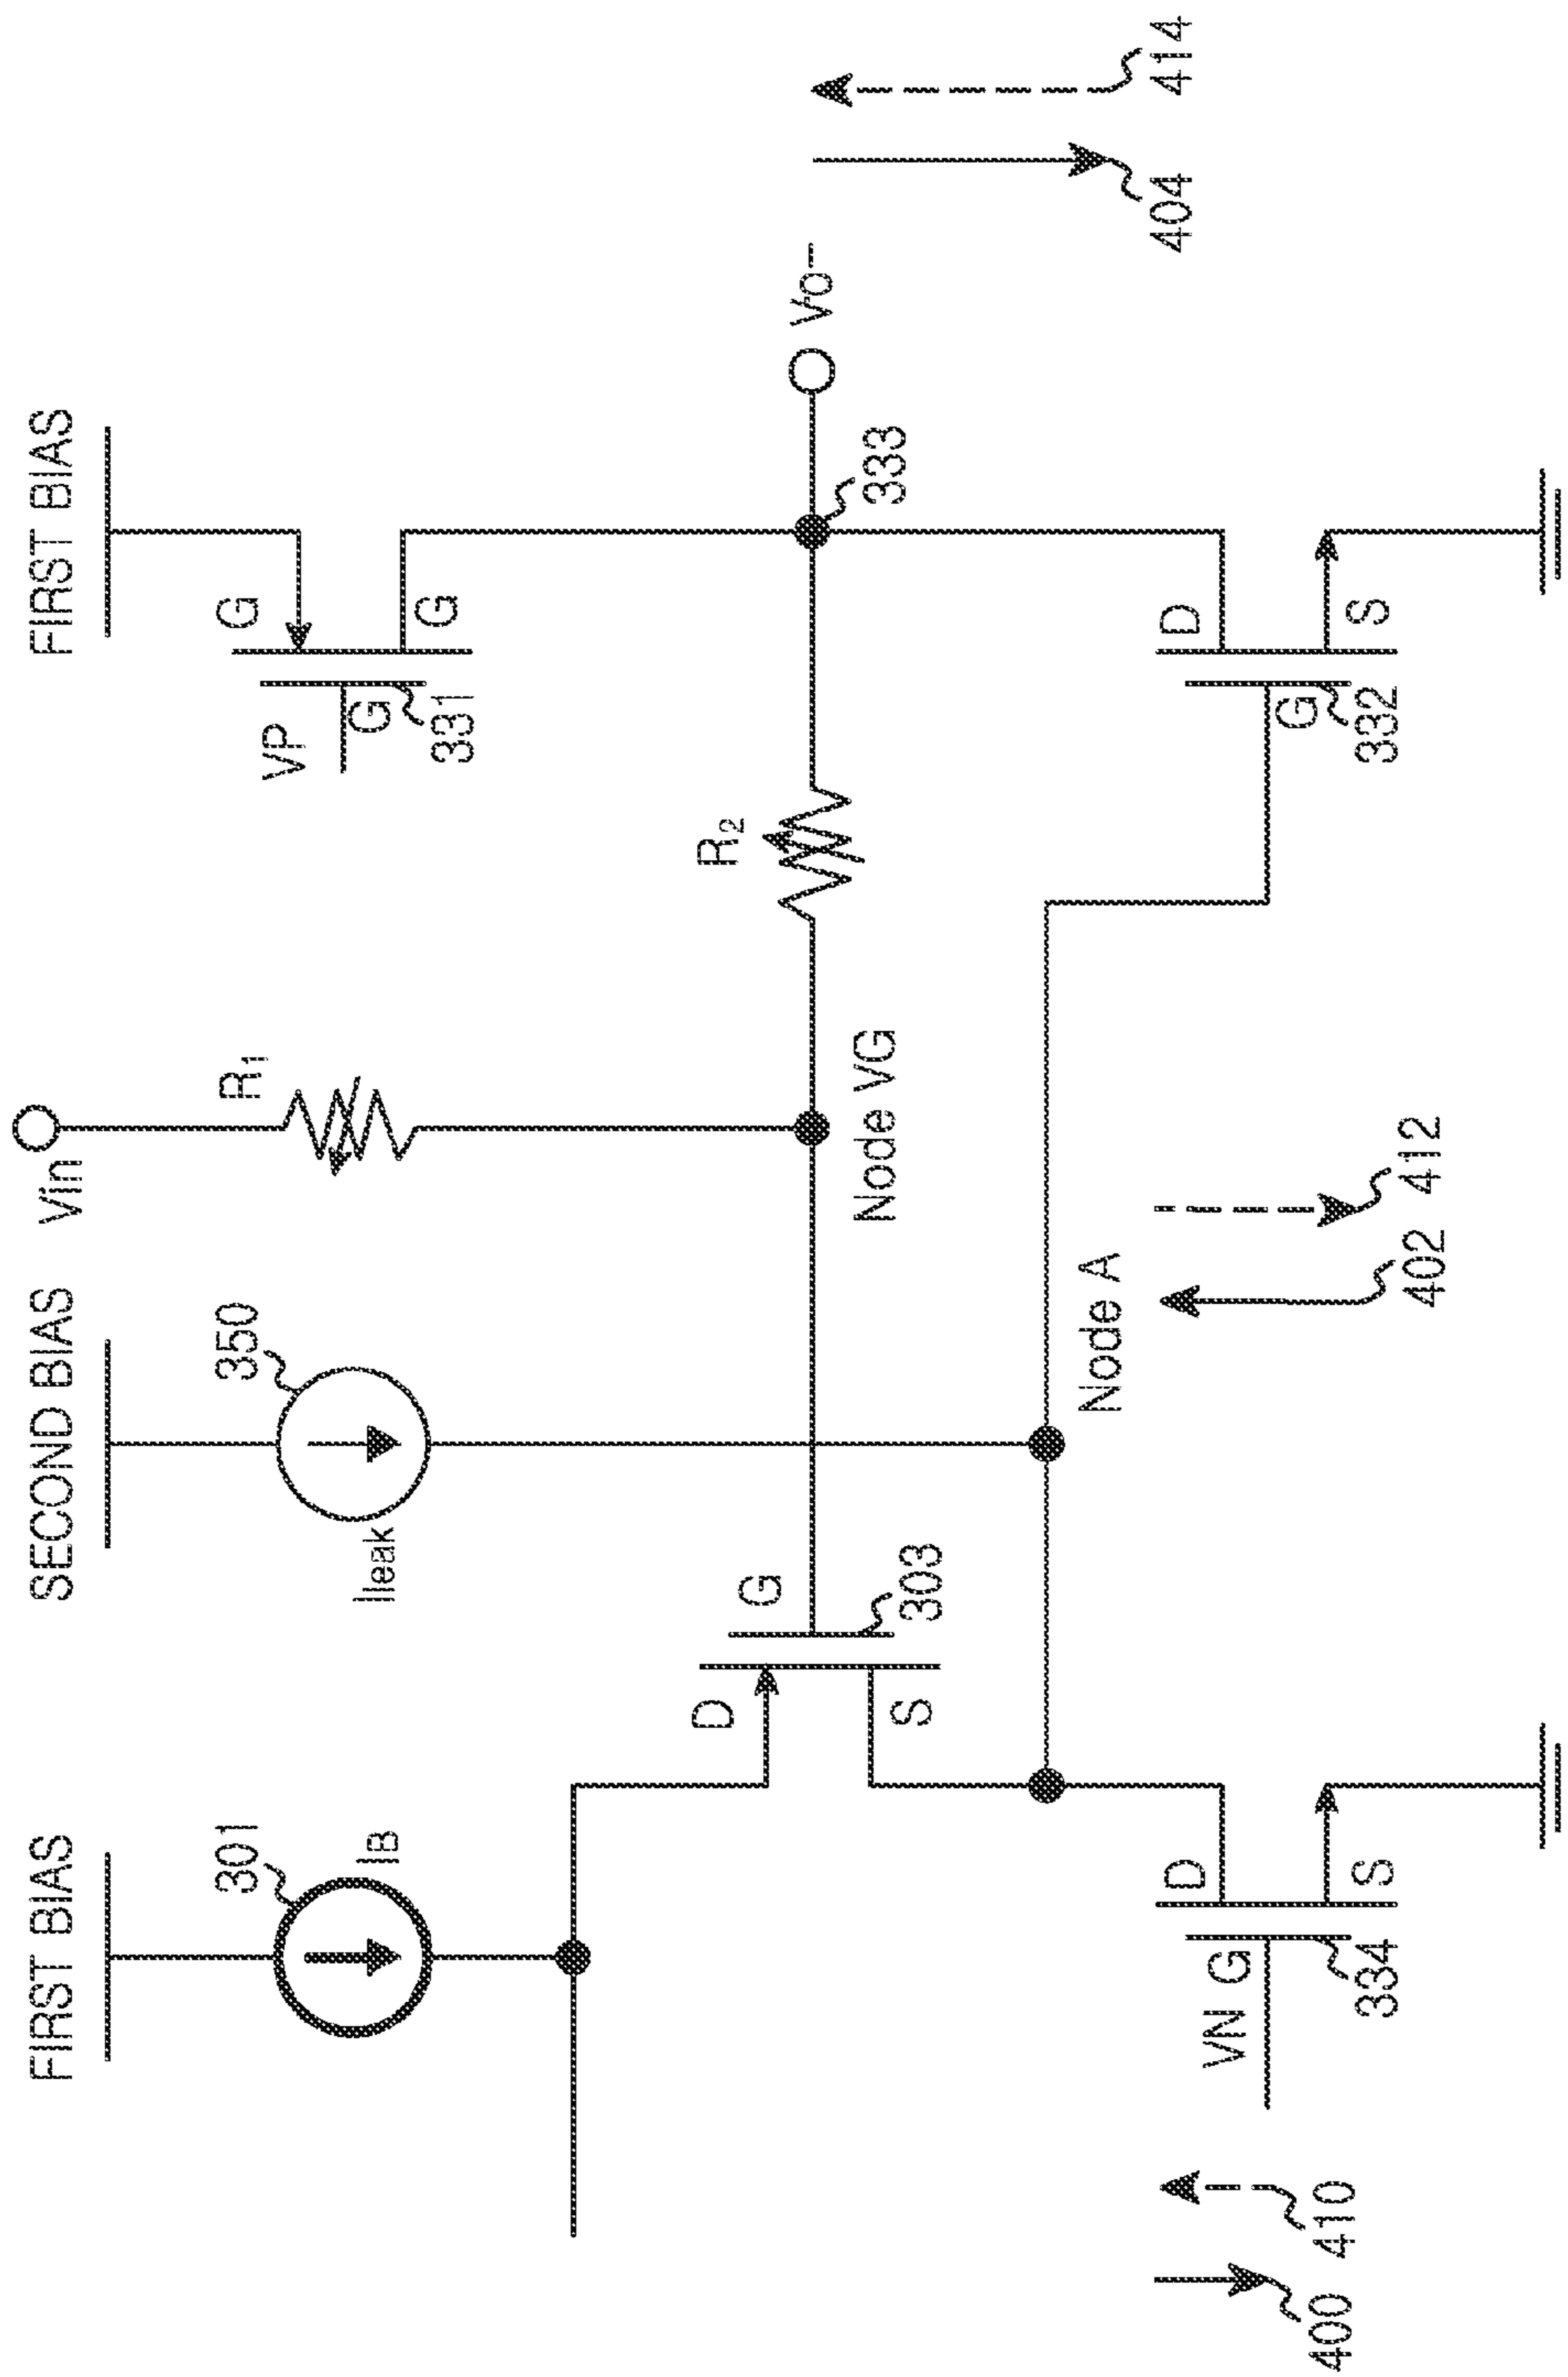 FIRST BIAS
SECOND BIAS
FIRST BIAS
301
IB
350
Ileak
Vin
R1
VP
G
G
G
331
D
G
S
303
R2
Node VG
333
Vo-
Node A
VN
G
D
S
334
G
D
S
332
400
410
402
412
404
414